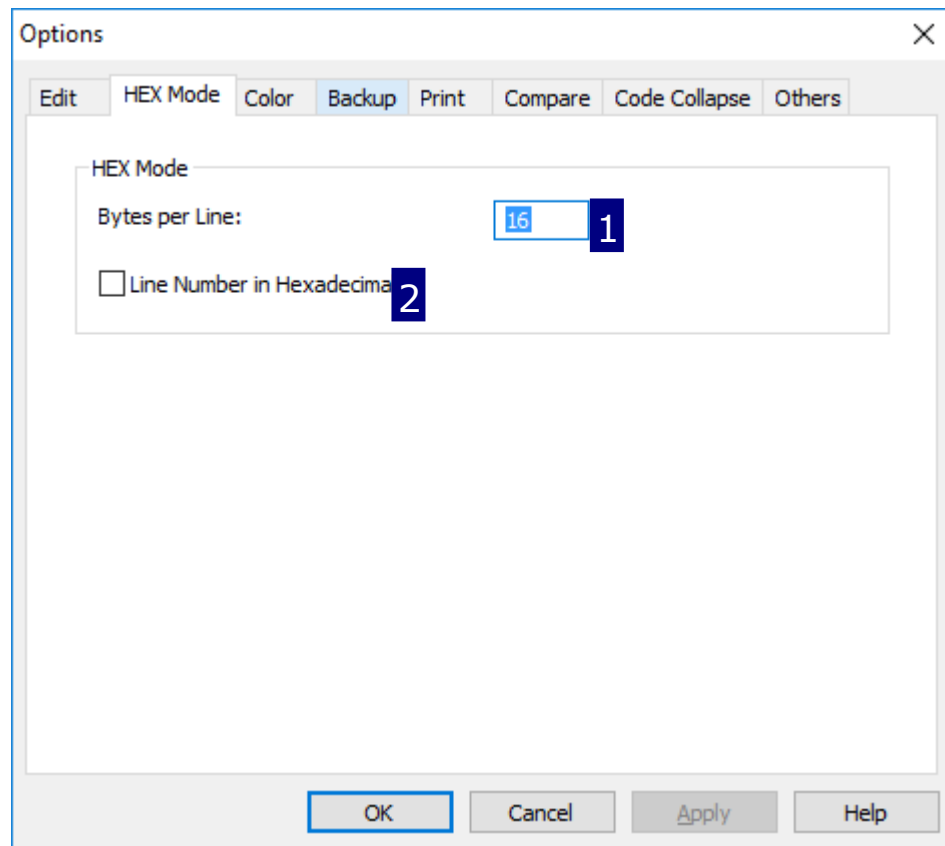 Options
Edit HEX Mode Color Backup Print Compare Code Collapse Others
HEX Mode
Bytes per Line: 16 1
Line Number in Hexadecima 2
OK Cancel Apply Help